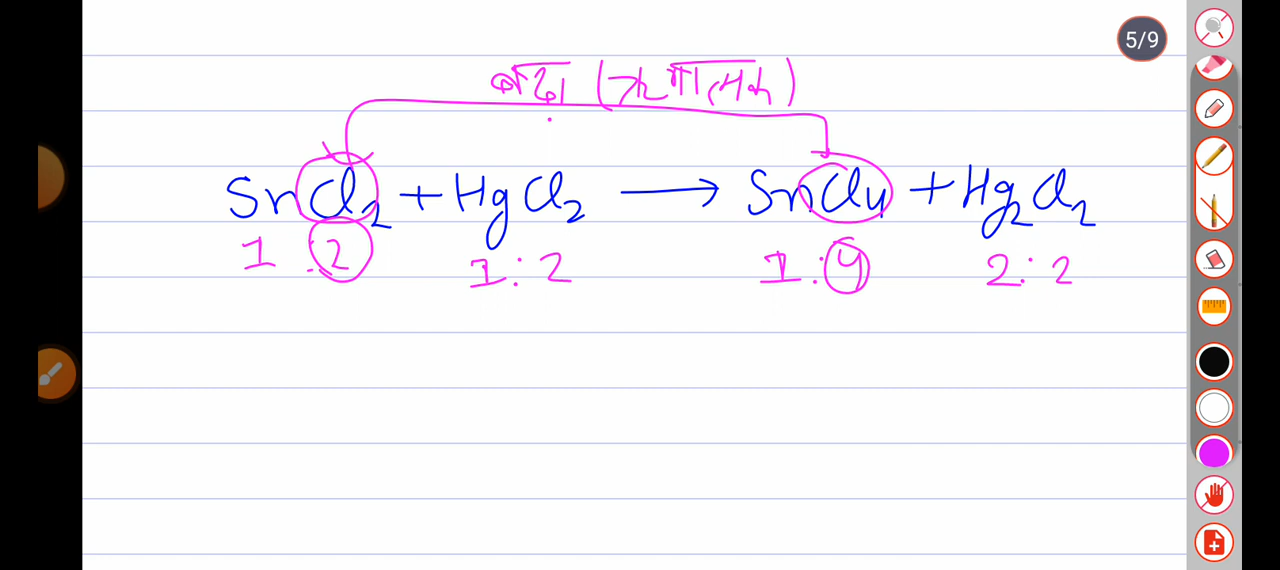 5/9
SnCl₂ + HgCl₂ → SnCl₄ + Hg₂Cl₂
1 : 2 1 : 2 1 : 4 2 : 2